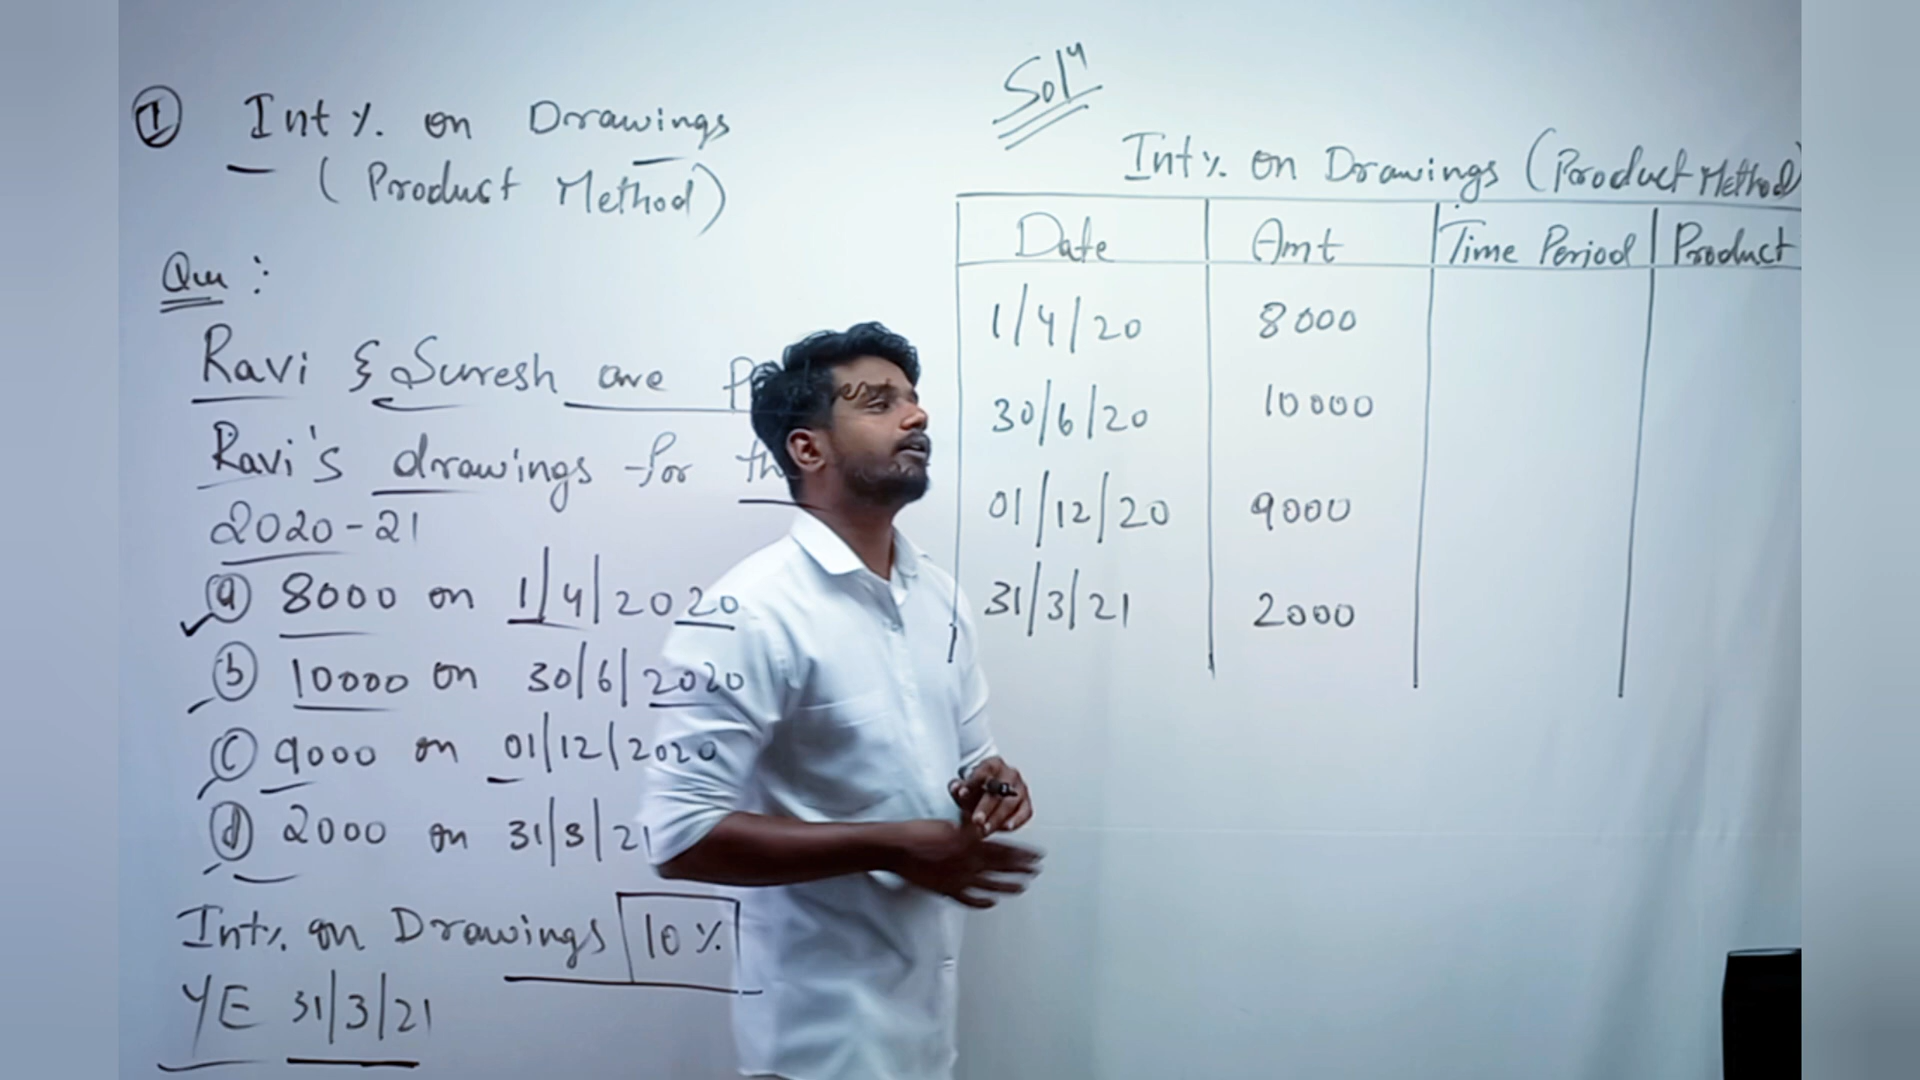 1 Int % on Drawings
(Product Method)
Qun :
Ravi & Suresh are
Ravi's drawings for
2020-21
a 8000 on 1/4/2020
b 10000 on 30/6/2020
c 9000 on 01/12/2020
d 2000 on 31/3/21
Int % on Drawings 10 %
YE 31/3/21
Soln
Int % on Drawings (Product Method)
Date Amt Time Period Product
1/4/20 8000
30/6/20 10000
01/12/20 9000
31/3/21 2000